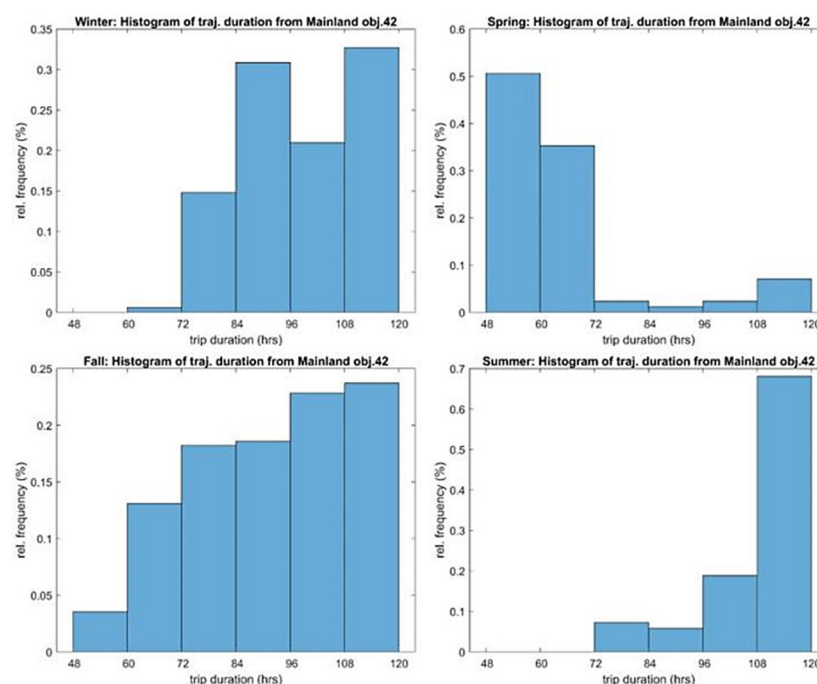 Winter: Histogram of traj. duration from Mainland obj.42
0.35
0.3
0.25
0.2
0.15
0.1
0.05
0
rel. frequency (%)
48 60 72 84 96 108 120
trip duration (hrs)
Spring: Histogram of traj. duration from Mainland obj.42
0.6
0.5
0.4
0.3
0.2
0.1
0
rel. frequency (%)
48 60 72 84 96 108 120
trip duration (hrs)
Fall: Histogram of traj. duration from Mainland obj.42
0.25
0.2
0.15
0.1
0.05
0
rel. frequency (%)
48 60 72 84 96 108 120
trip duration (hrs)
Summer: Histogram of traj. duration from Mainland obj.42
0.7
0.6
0.5
0.4
0.3
0.2
0.1
0
rel. frequency (%)
48 60 72 84 96 108 120
trip duration (hrs)